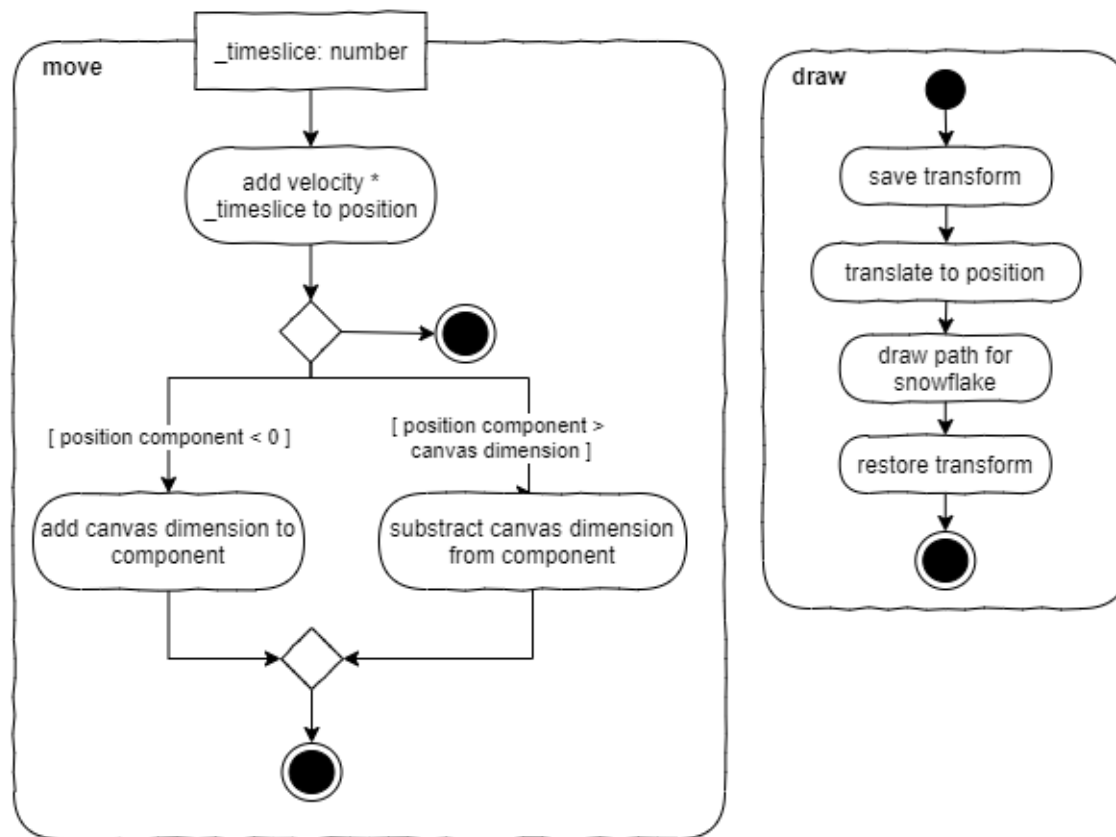 _timeslice: number
move
add velocity *
_timeslice to position
[ position component < 0 ]
[ position component >
canvas dimension ]
add canvas dimension to
component
substract canvas dimension
from component
draw
save transform
translate to position
draw path for
snowflake
restore transform